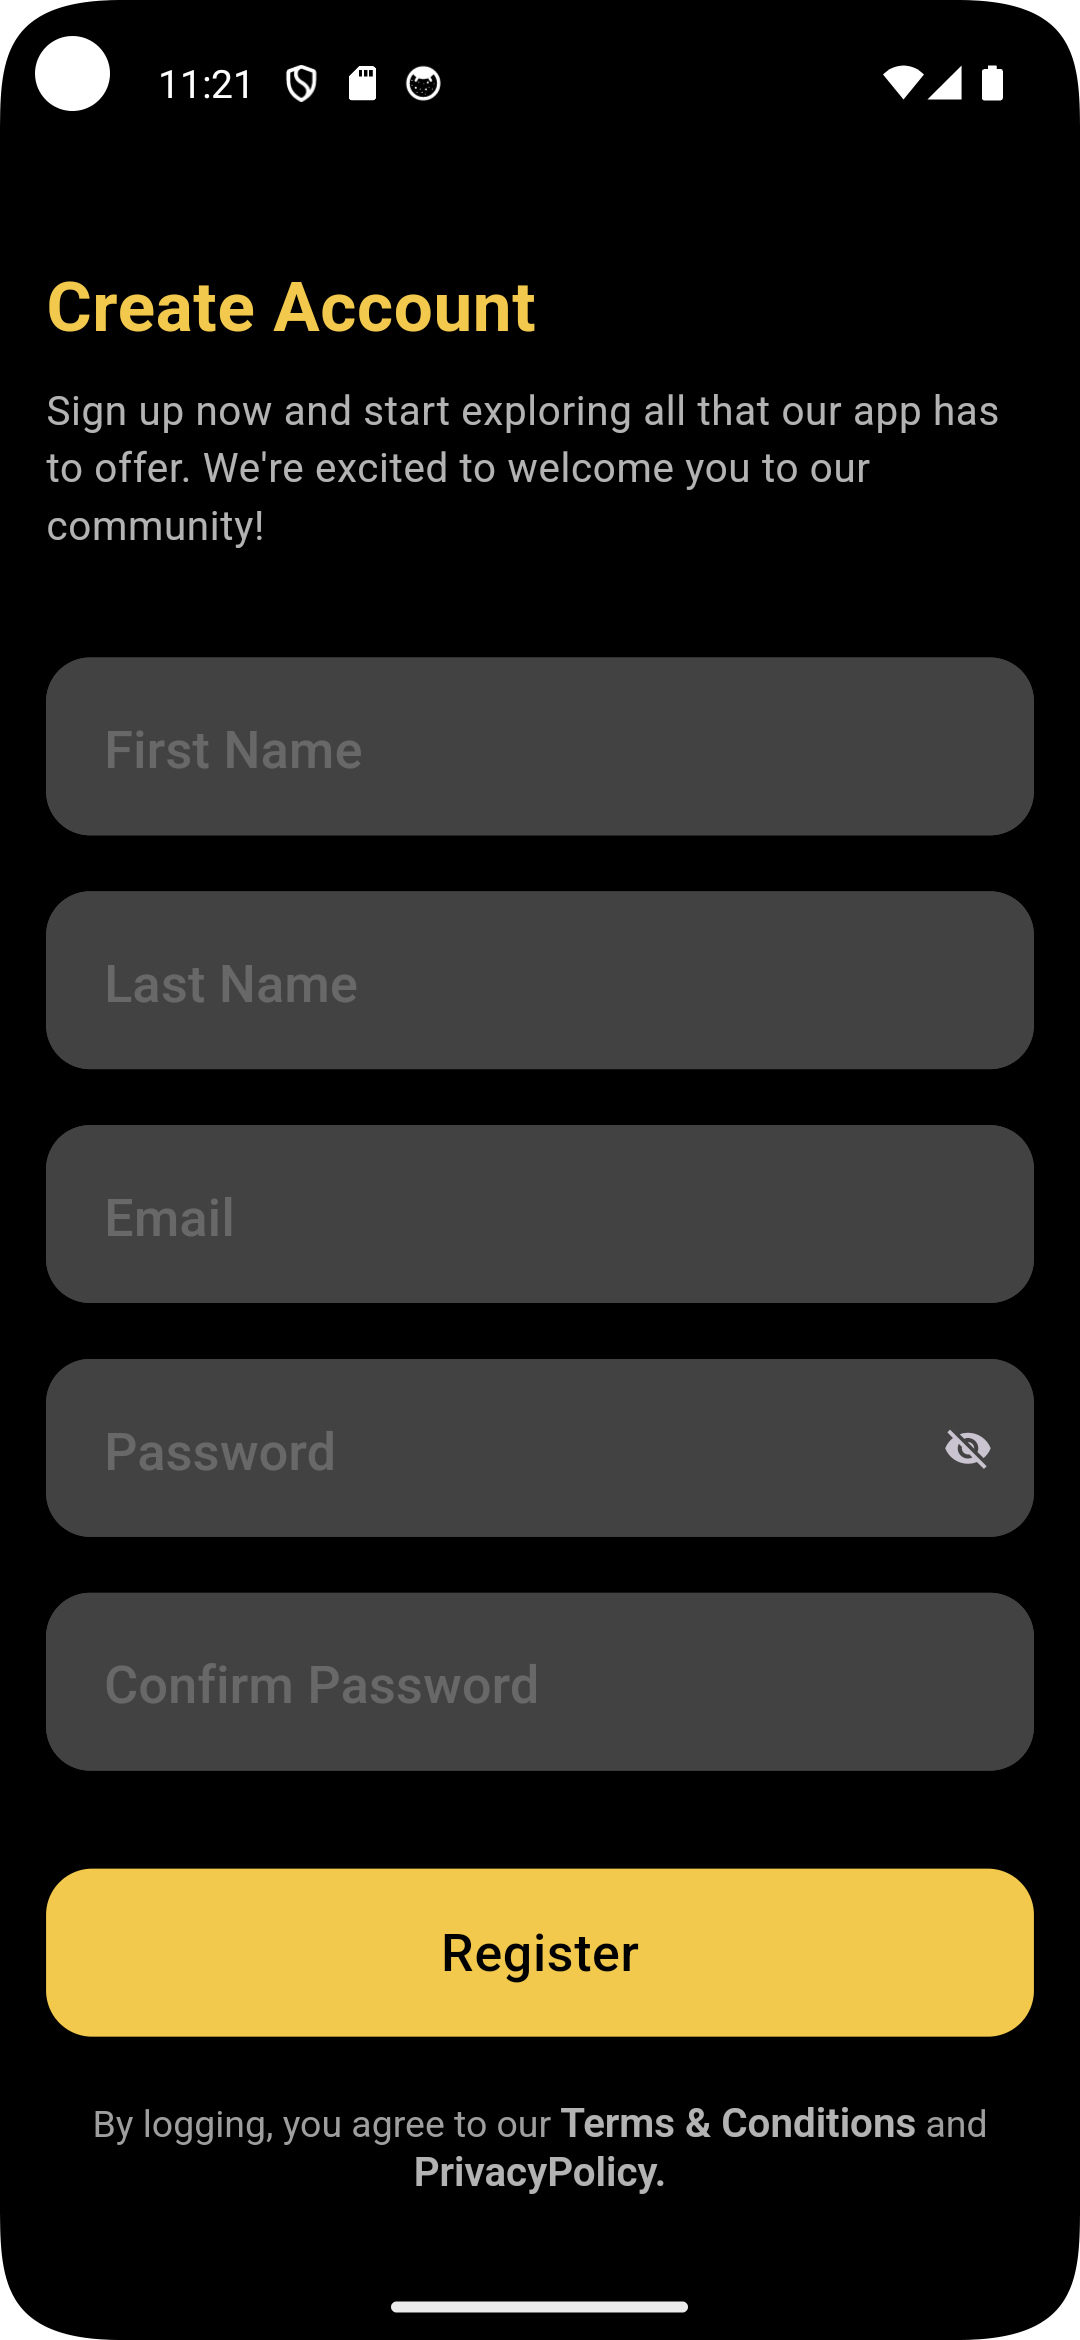 11:21
Create Account
Sign up now and start exploring all that our app has
to offer. We're excited to welcome you to our
community!
First Name
Last Name
Email
Password
Confirm Password
Register
By logging, you agree to our Terms & Conditions and
PrivacyPolicy.